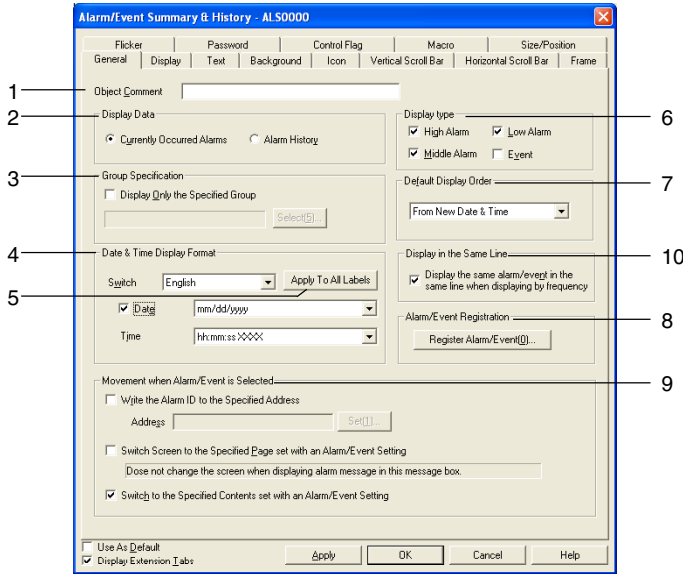 Alarm/Event Summary & History - ALS0000
Flicker Password Control Flag Macro Size/Position
General Display Text Background Icon Vertical Scroll Bar Horizontal Scroll Bar Frame
1 Object Comment
2 Display Data
Currently Occurred Alarms Alarm History
Display type 6
High Alarm Low Alarm
Middle Alarm Event
3 Group Specification
Display Only the Specified Group
Select(5)...
Default Display Order 7
From New Date & Time
4 Date & Time Display Format
Switch English Apply To All Labels
5
Date mm/dd/yyyy
Time hh:mm:ss XXXX
Display in the Same Line 10
Display the same alarm/event in the
same line when displaying by frequency
Alarm/Event Registration 8
Register Alarm/Event(0)...
Movement when Alarm/Event is Selected 9
Write the Alarm ID to the Specified Address
Address Set(1)...
Switch Screen to the Specified Page set with an Alarm/Event Setting
Dose not change the screen when displaying alarm message in this message box.
Switch to the Specified Contents set with an Alarm/Event Setting
Use As Default
Display Extension Tabs
Apply OK Cancel Help